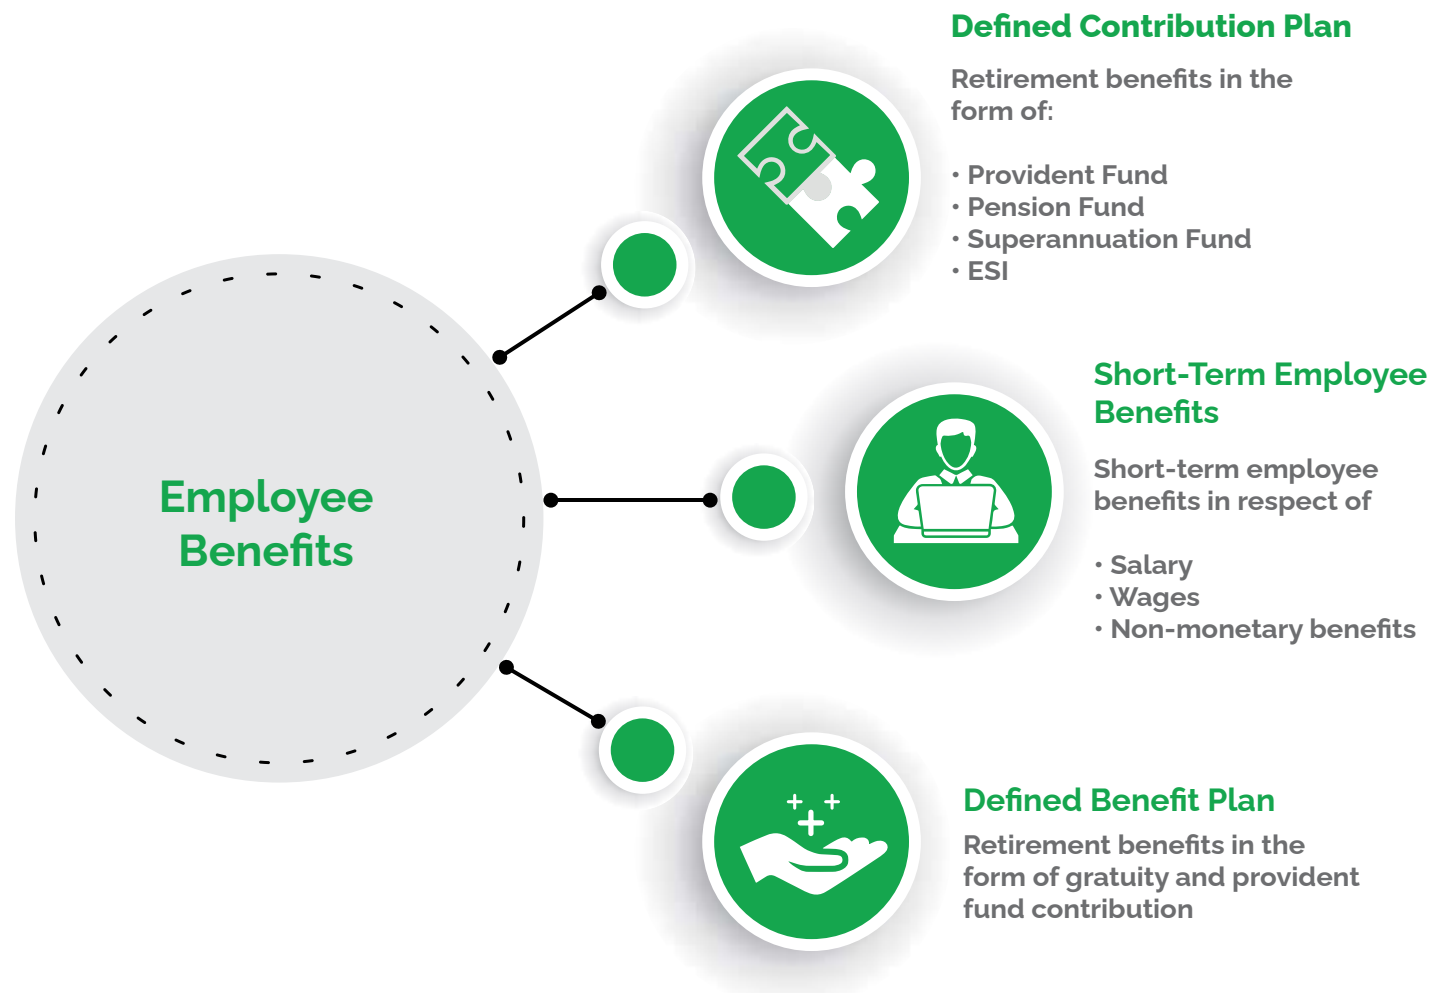 Employee
Benefits
Defined Contribution Plan
Retirement benefits in the
form of:
• Provident Fund
• Pension Fund
• Superannuation Fund
• ESI
Short-Term Employee
Benefits
Short-term employee
benefits in respect of
• Salary
• Wages
• Non-monetary benefits
Defined Benefit Plan
Retirement benefits in the
form of gratuity and provident
fund contribution